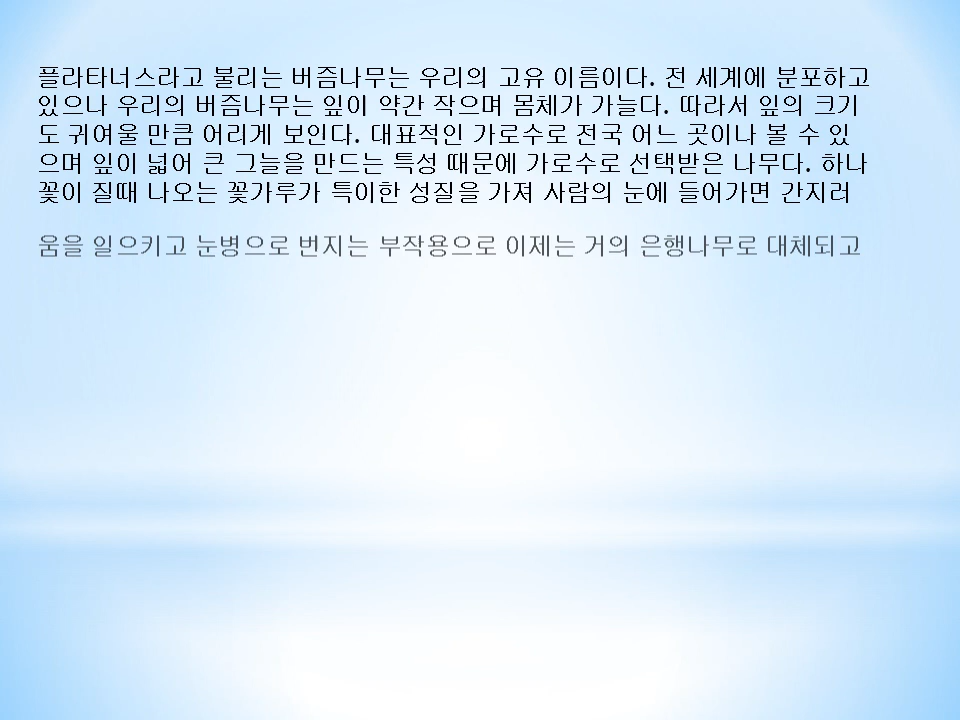 플라타너스라고 불리는 버즘나무는 우리의 고유 이름이다. 전 세계에 분포하고
있으나 우리의 버즘나무는 잎이 약간 작으며 몸체가 가늘다. 따라서 잎의 크기
도 귀여울 만큼 어리게 보인다. 대표적인 가로수로 전국 어느 곳이나 볼 수 있
으며 잎이 넓어 큰 그늘을 만드는 특성 때문에 가로수로 선택받은 나무다. 하나
꽃이 질때 나오는 꽃가루가 특이한 성질을 가져 사람의 눈에 들어가면 간지러
움을 일으키고 눈병으로 번지는 부작용으로 이제는 거의 은행나무로 대체되고